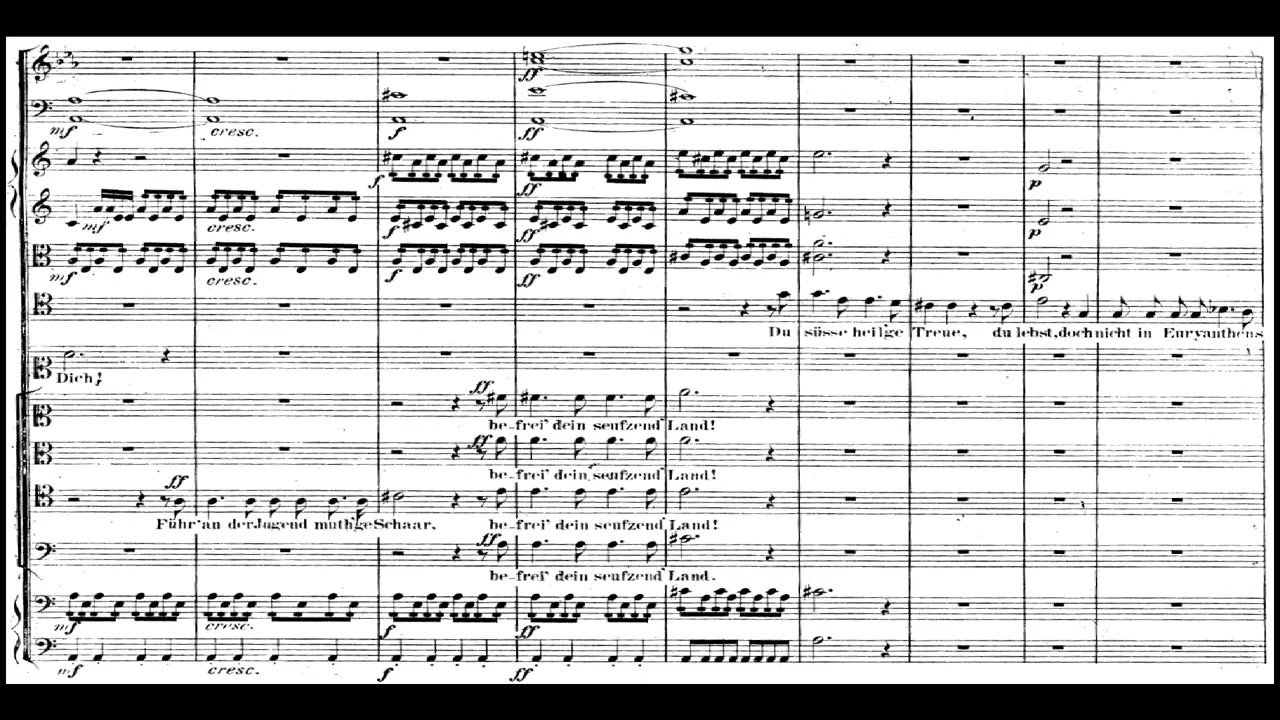 ff
mf cresc. f ff
f ff p
mf cresc. f ff p
mf cresc. f ff p
Du süsse heilge Treue, du lebst, doch nicht in Euryanthens
Dich!
ff
be-frei' dein seufzend Land!
ff
be-frei' dein seufzend Land!
ff
Führ' an der Jugend muth'ge Schaar, be-frei' dein seufzend Land!
ff
be-frei' dein seufzend Land.
mf cresc. f ff
mf cresc. f ff